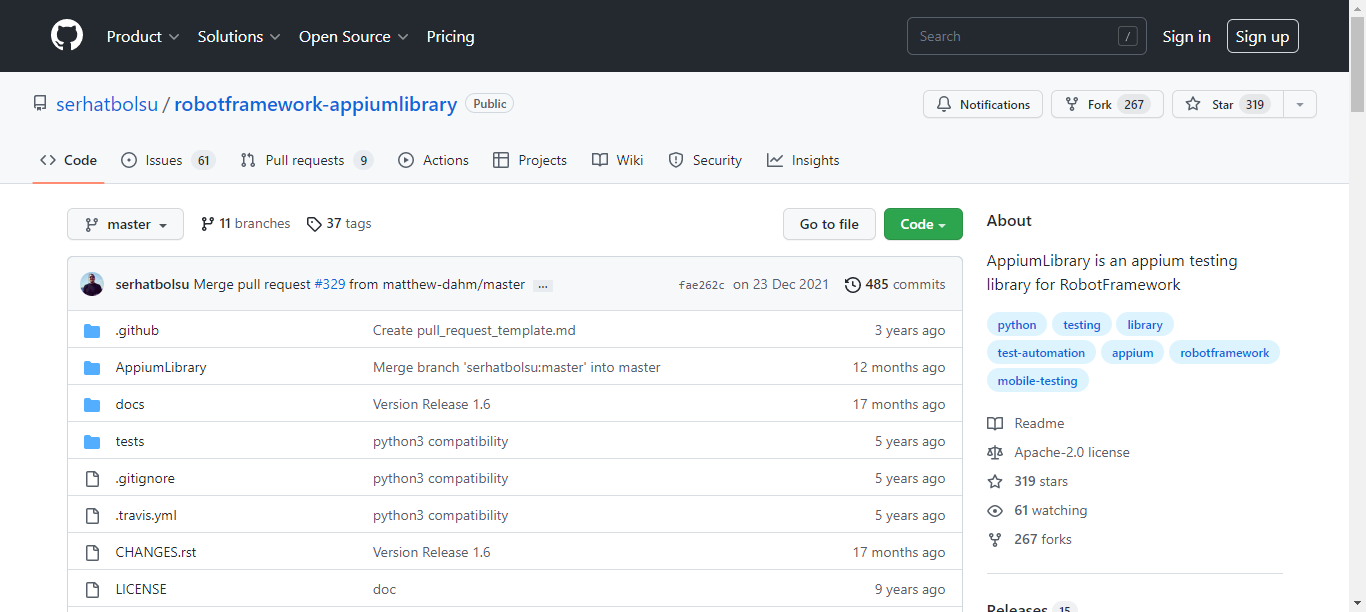 Product Solutions Open Source Pricing Search / Sign in Sign up
serhatbolsu / robotframework-appiumlibrary Public Notifications Fork 267 Star 319
Code Issues 61 Pull requests 9 Actions Projects Wiki Security Insights
master 11 branches 37 tags Go to file Code
serhatbolsu Merge pull request #329 from matthew-dahm/master ... fae262c on 23 Dec 2021 485 commits
.github Create pull_request_template.md 3 years ago
AppiumLibrary Merge branch 'serhatbolsu:master' into master 12 months ago
docs Version Release 1.6 17 months ago
tests python3 compatibility 5 years ago
.gitignore python3 compatibility 5 years ago
.travis.yml python3 compatibility 5 years ago
CHANGES.rst Version Release 1.6 17 months ago
LICENSE doc 9 years ago
About
AppiumLibrary is an appium testing
library for RobotFramework
python testing library
test-automation appium robotframework
mobile-testing
Readme
Apache-2.0 license
319 stars
61 watching
267 forks
Releases 15